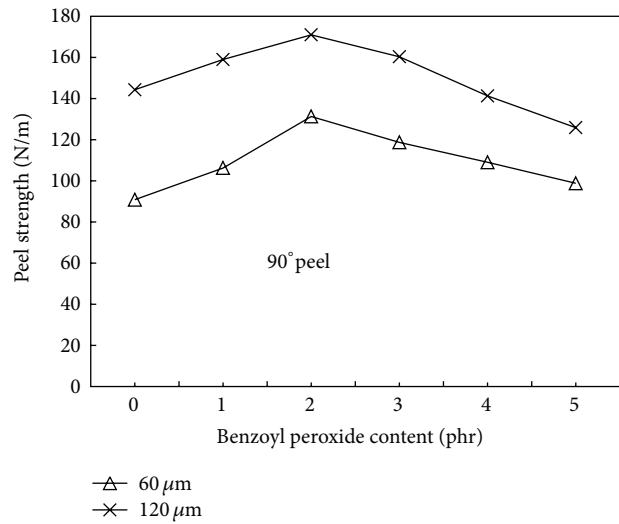 180
160
140
120
100
80
60
40
20
0
Peel strength (N/m)
90° peel
0 1 2 3 4 5
Benzoyl peroxide content (phr)
60 μm
120 μm